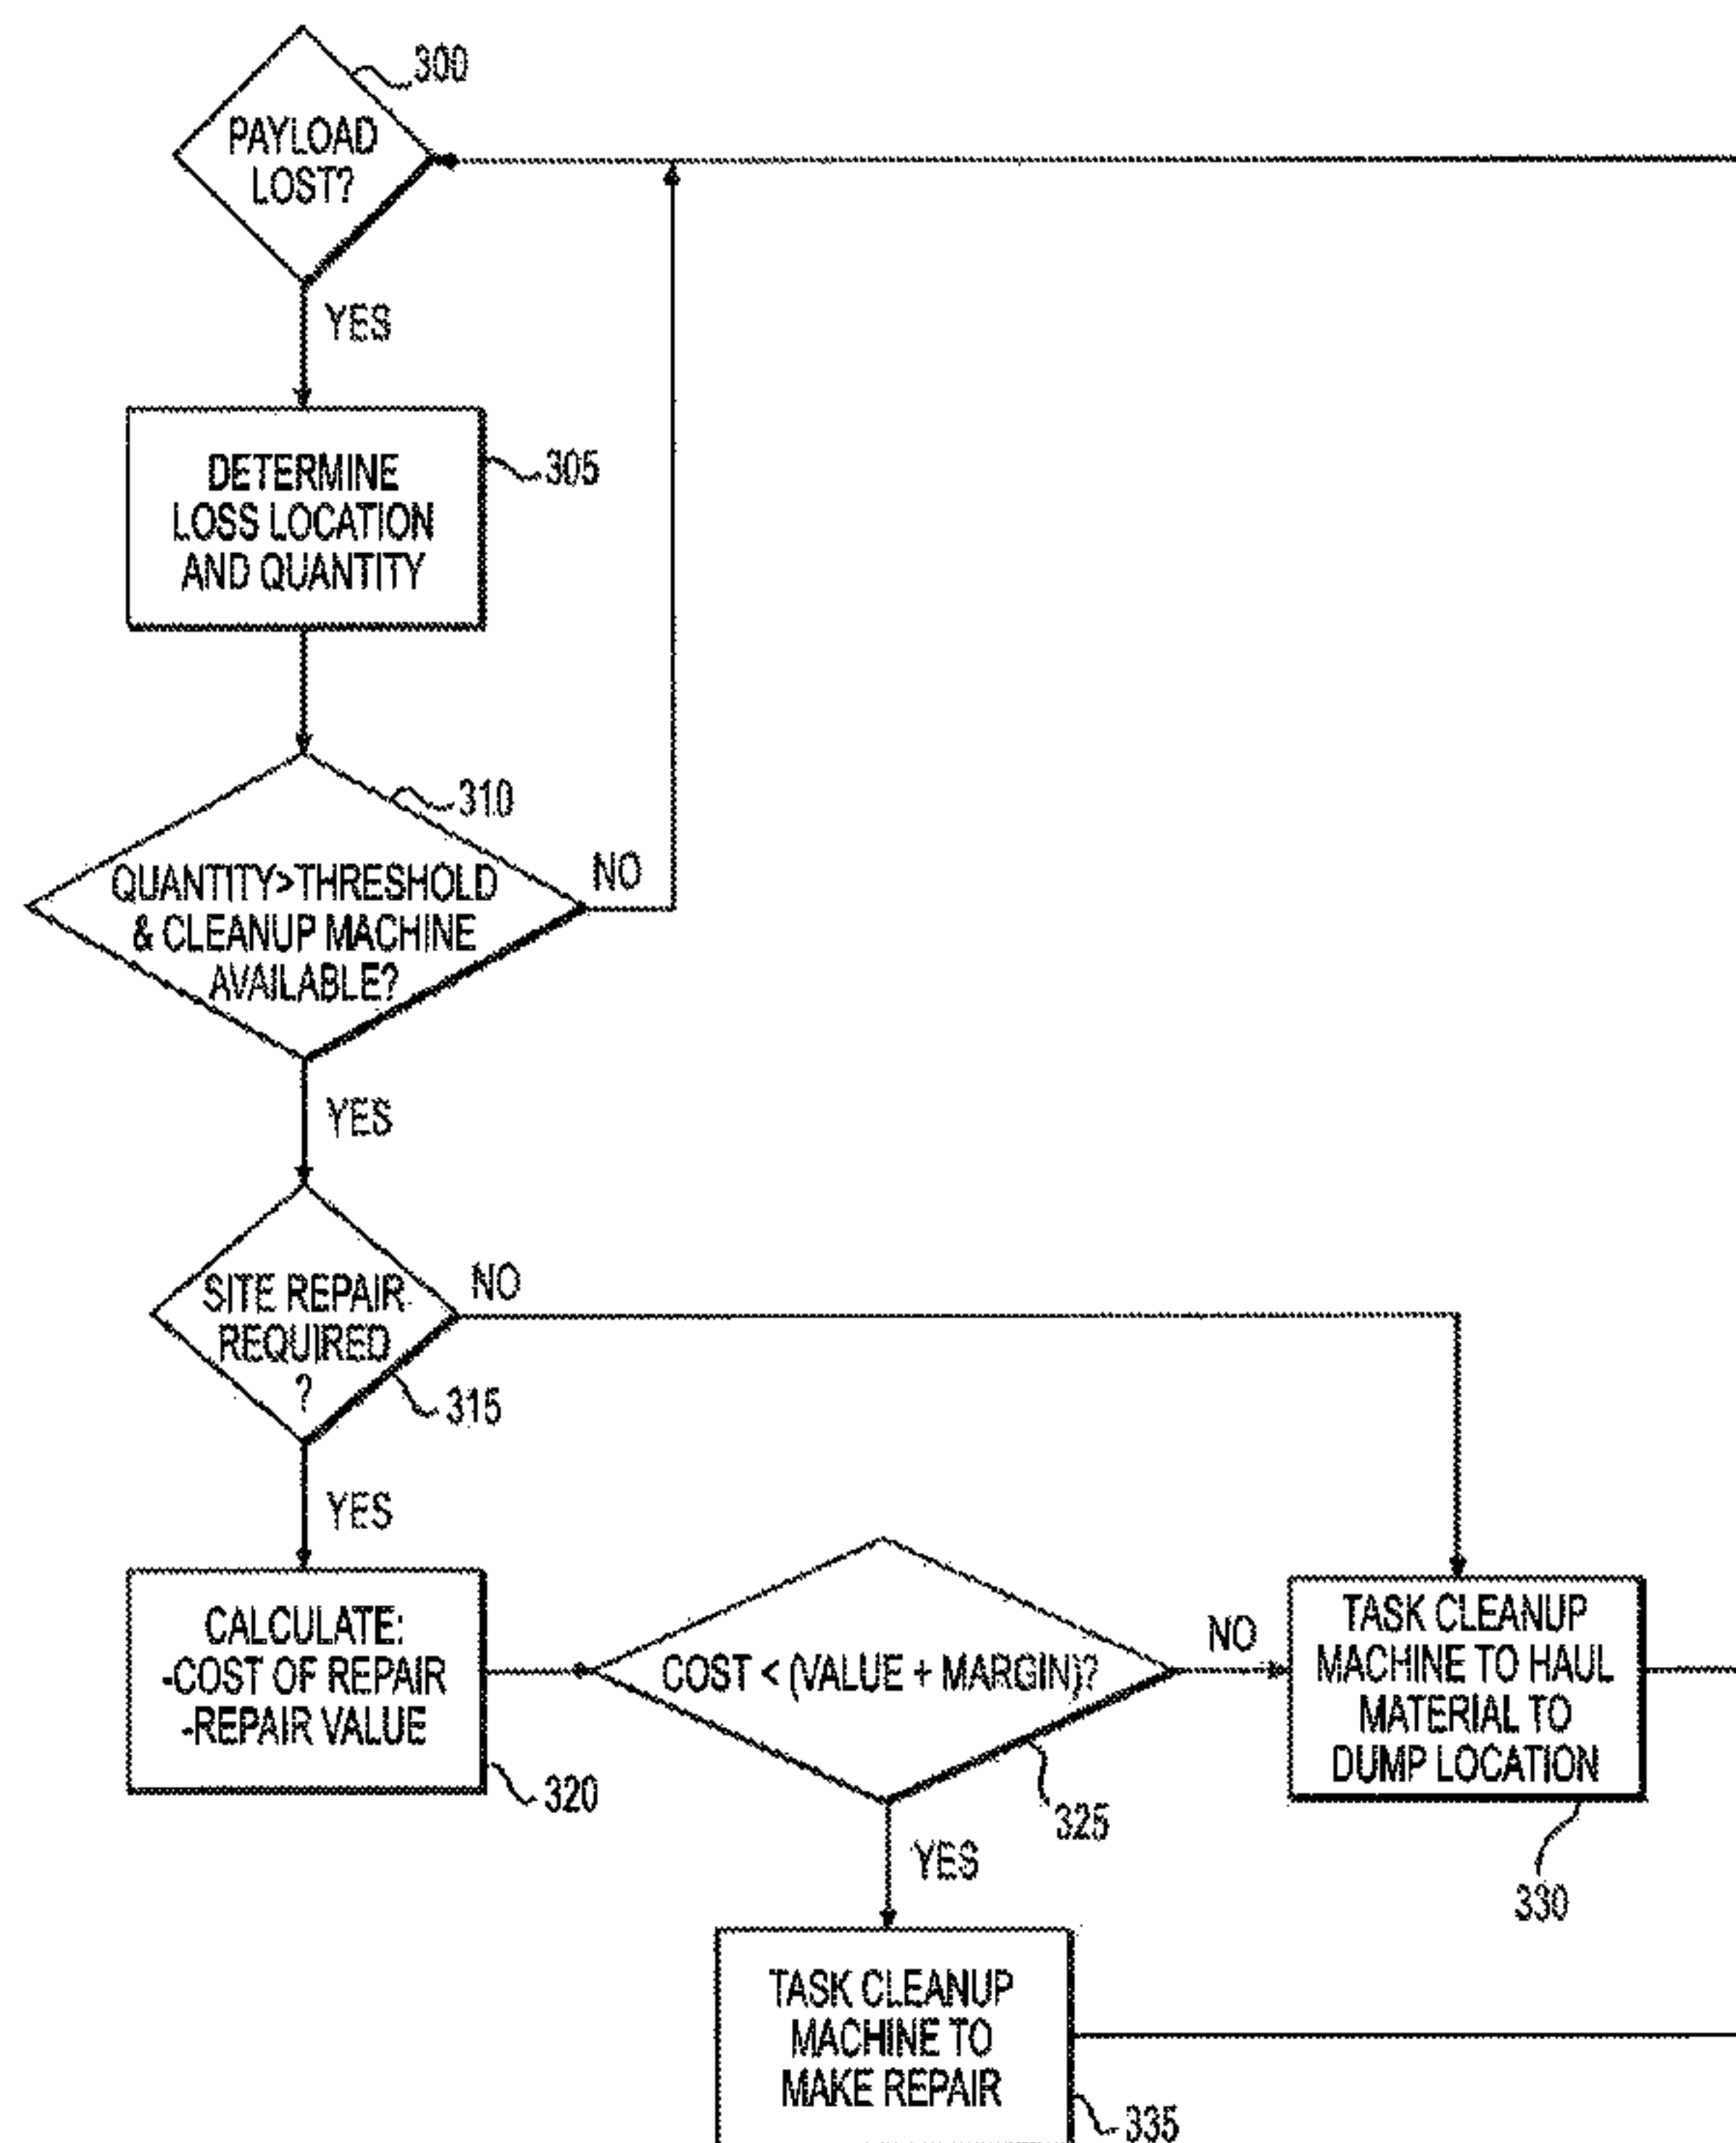 300
PAYLOAD
LOST?
YES
DETERMINE
LOSS LOCATION
AND QUANTITY
305
310
QUANTITY>THRESHOLD
& CLEANUP MACHINE
AVAILABLE?
NO
YES
SITE REPAIR
REQUIRED
?
NO
315
YES
CALCULATE:
-COST OF REPAIR
-REPAIR VALUE
320
COST < (VALUE + MARGIN)?
325
NO
TASK CLEANUP
MACHINE TO HAUL
MATERIAL TO
DUMP LOCATION
330
YES
TASK CLEANUP
MACHINE TO
MAKE REPAIR
335